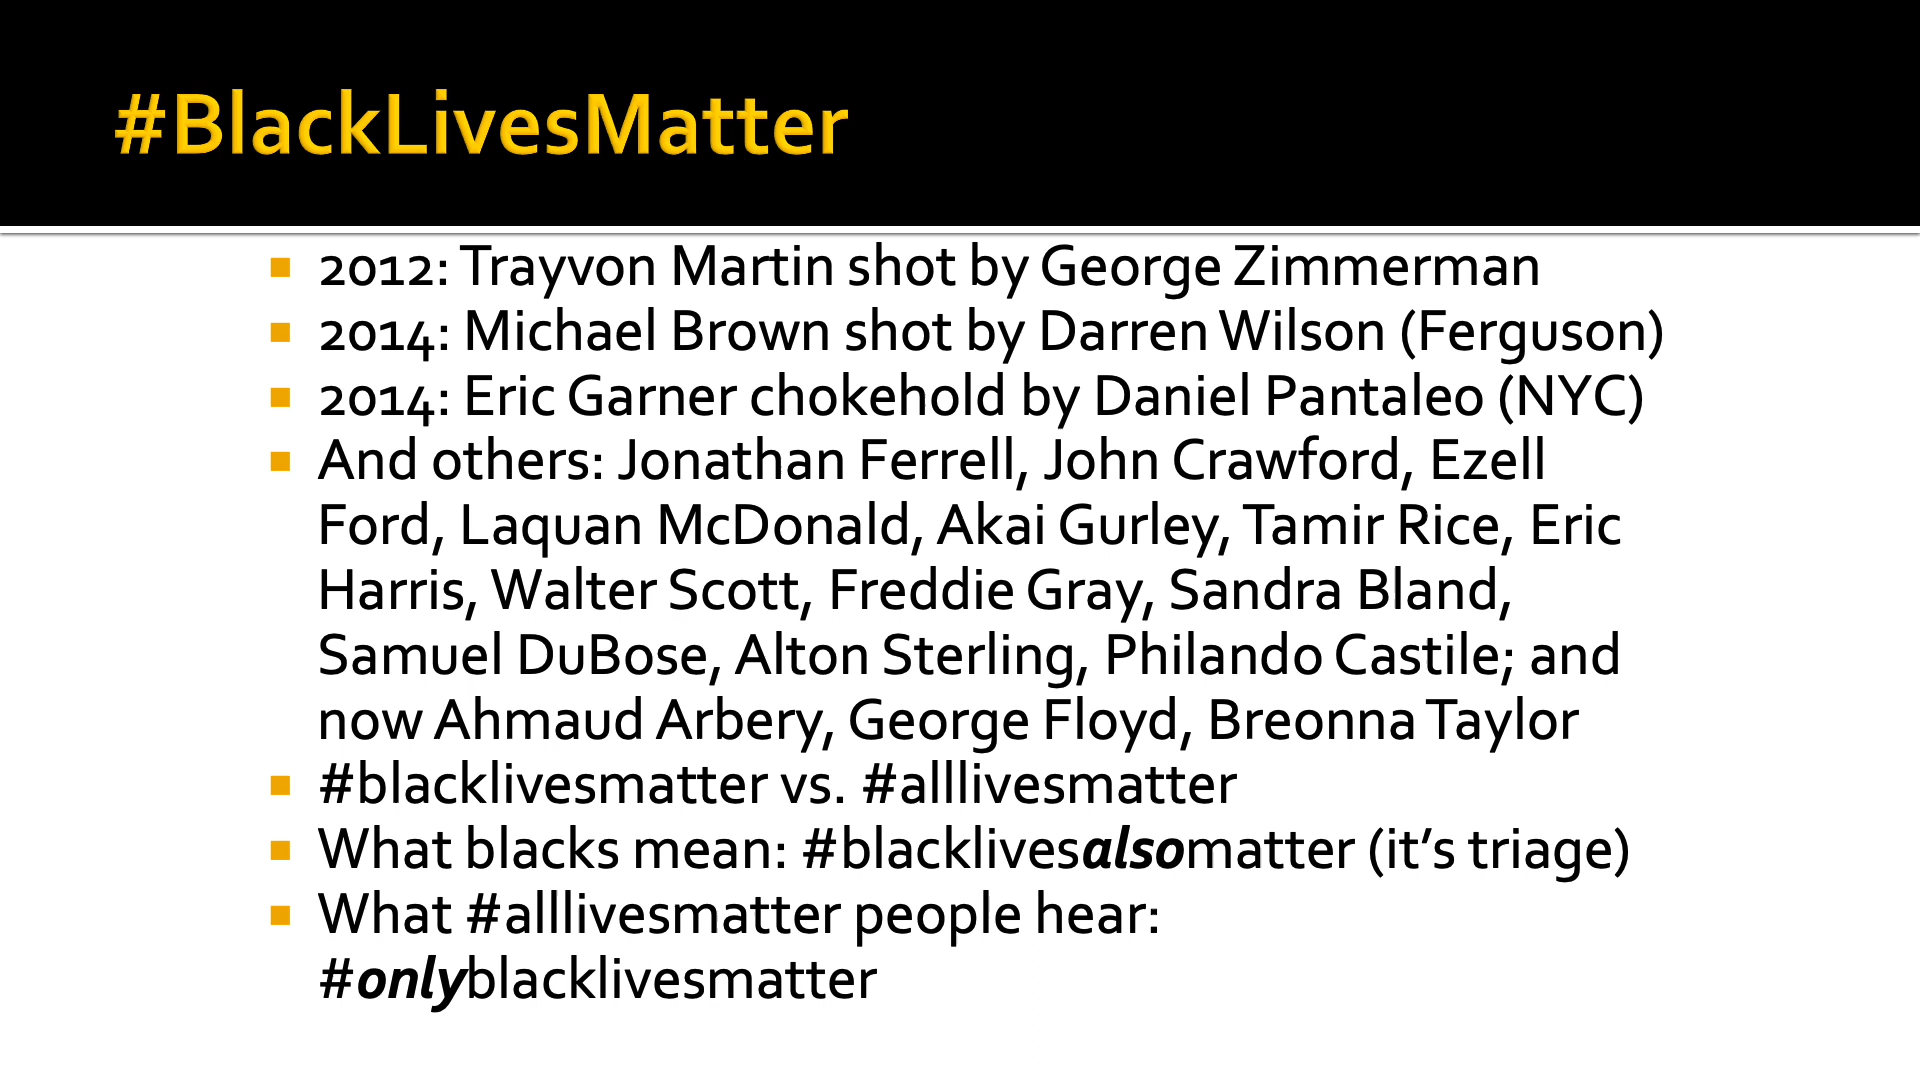 #BlackLivesMatter
2012: Trayvon Martin shot by George Zimmerman
2014: Michael Brown shot by Darren Wilson (Ferguson)
2014: Eric Garner chokehold by Daniel Pantaleo (NYC)
And others: Jonathan Ferrell, John Crawford, Ezell
Ford, Laquan McDonald, Akai Gurley, Tamir Rice, Eric
Harris, Walter Scott, Freddie Gray, Sandra Bland,
Samuel DuBose, Alton Sterling, Philando Castile; and
now Ahmaud Arbery, George Floyd, Breonna Taylor
#blacklivesmatter vs. #alllivesmatter
What blacks mean: #blacklivesalsomatter (it’s triage)
What #alllivesmatter people hear:
#onlyblacklivesmatter